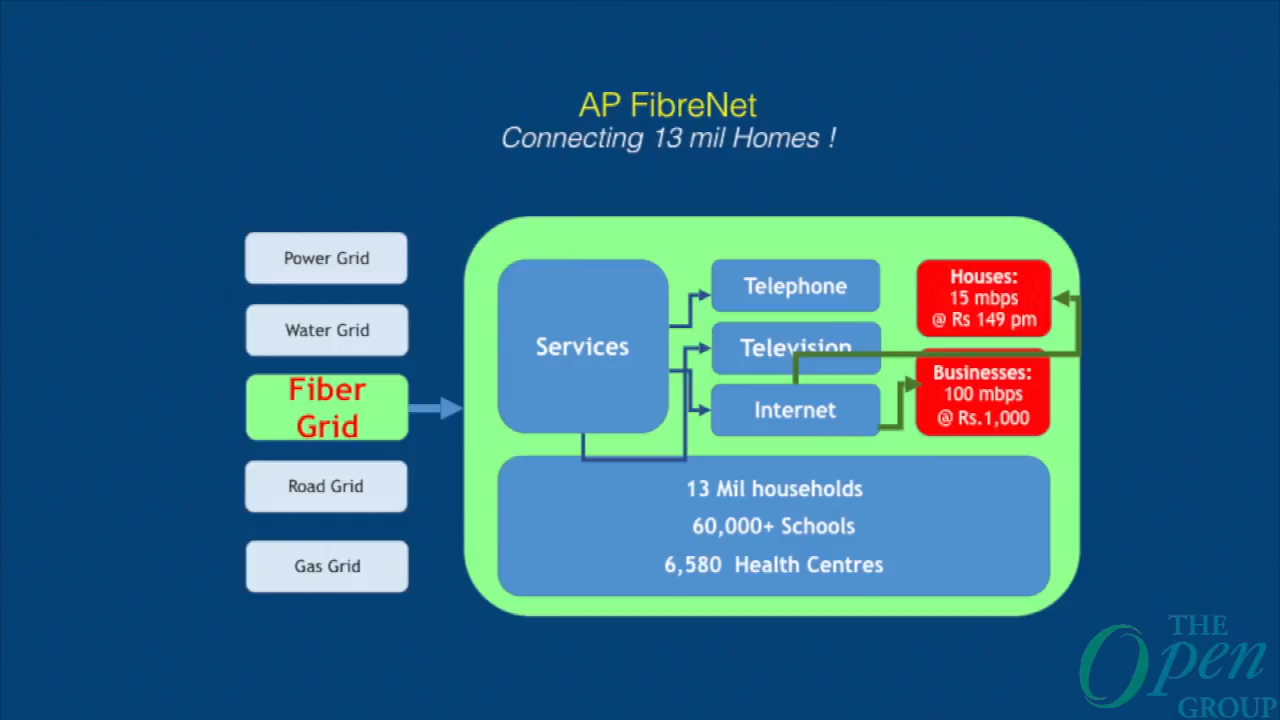 AP FibreNet
Connecting 13 mil Homes !
Power Grid
Water Grid
Fiber
Grid
Road Grid
Gas Grid
Services
Telephone
Television
Internet
Houses:
15 mbps
@ Rs 149 pm
Businesses:
100 mbps
@ Rs.1,000
13 Mil households
60,000+ Schools
6,580 Health Centres
THE
Open
GROUP